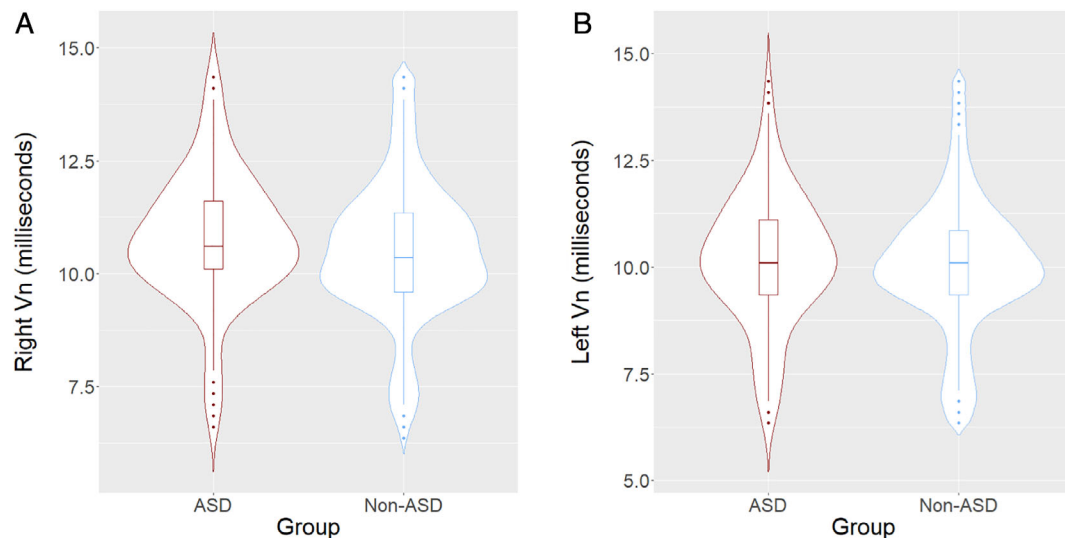 A
Right Vn (milliseconds)
15.0
12.5
10.0
7.5
ASD
Non-ASD
Group
B
Left Vn (milliseconds)
15.0
12.5
10.0
7.5
5.0
ASD
Non-ASD
Group